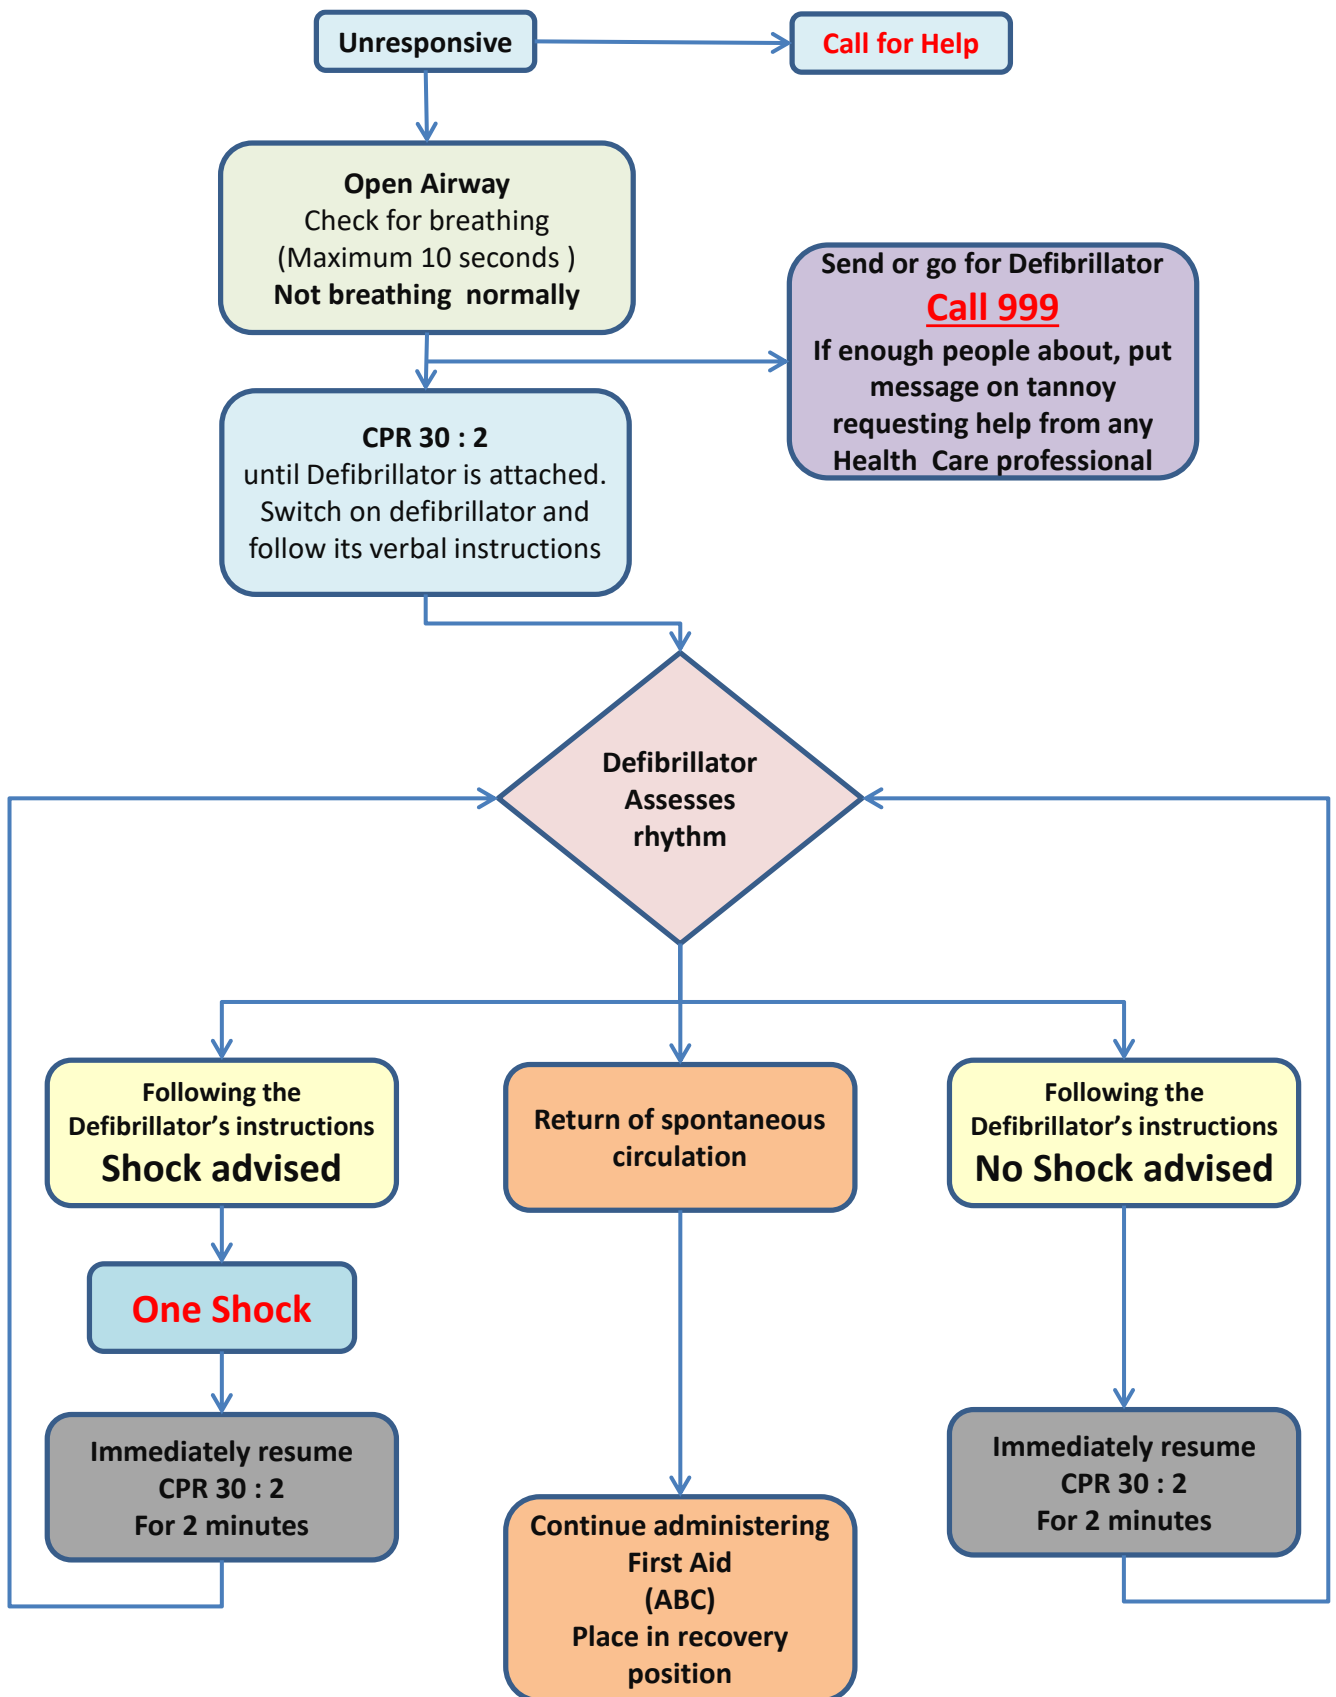 Unresponsive
Call for Help
Open Airway
Check for breathing
(Maximum 10 seconds )
Not breathing  normally
Send or go for Defibrillator
Call 999
If enough people about, put
message on tannoy
requesting help from any
Health  Care professional
CPR 30 : 2
until Defibrillator is attached.
Switch on defibrillator and
follow its verbal instructions
Defibrillator
Assesses
rhythm
Following the
Defibrillator’s instructions
Shock advised
Return of spontaneous
circulation
Following the
Defibrillator’s instructions
No Shock advised
One Shock
Immediately resume
CPR 30 : 2
For 2 minutes
Continue administering
First Aid
(ABC)
Place in recovery
position
Immediately resume
CPR 30 : 2
For 2 minutes